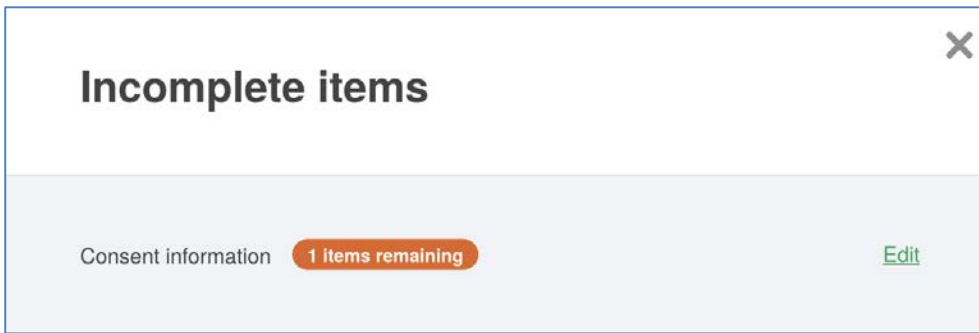 Incomplete items
Consent information 1 items remaining Edit